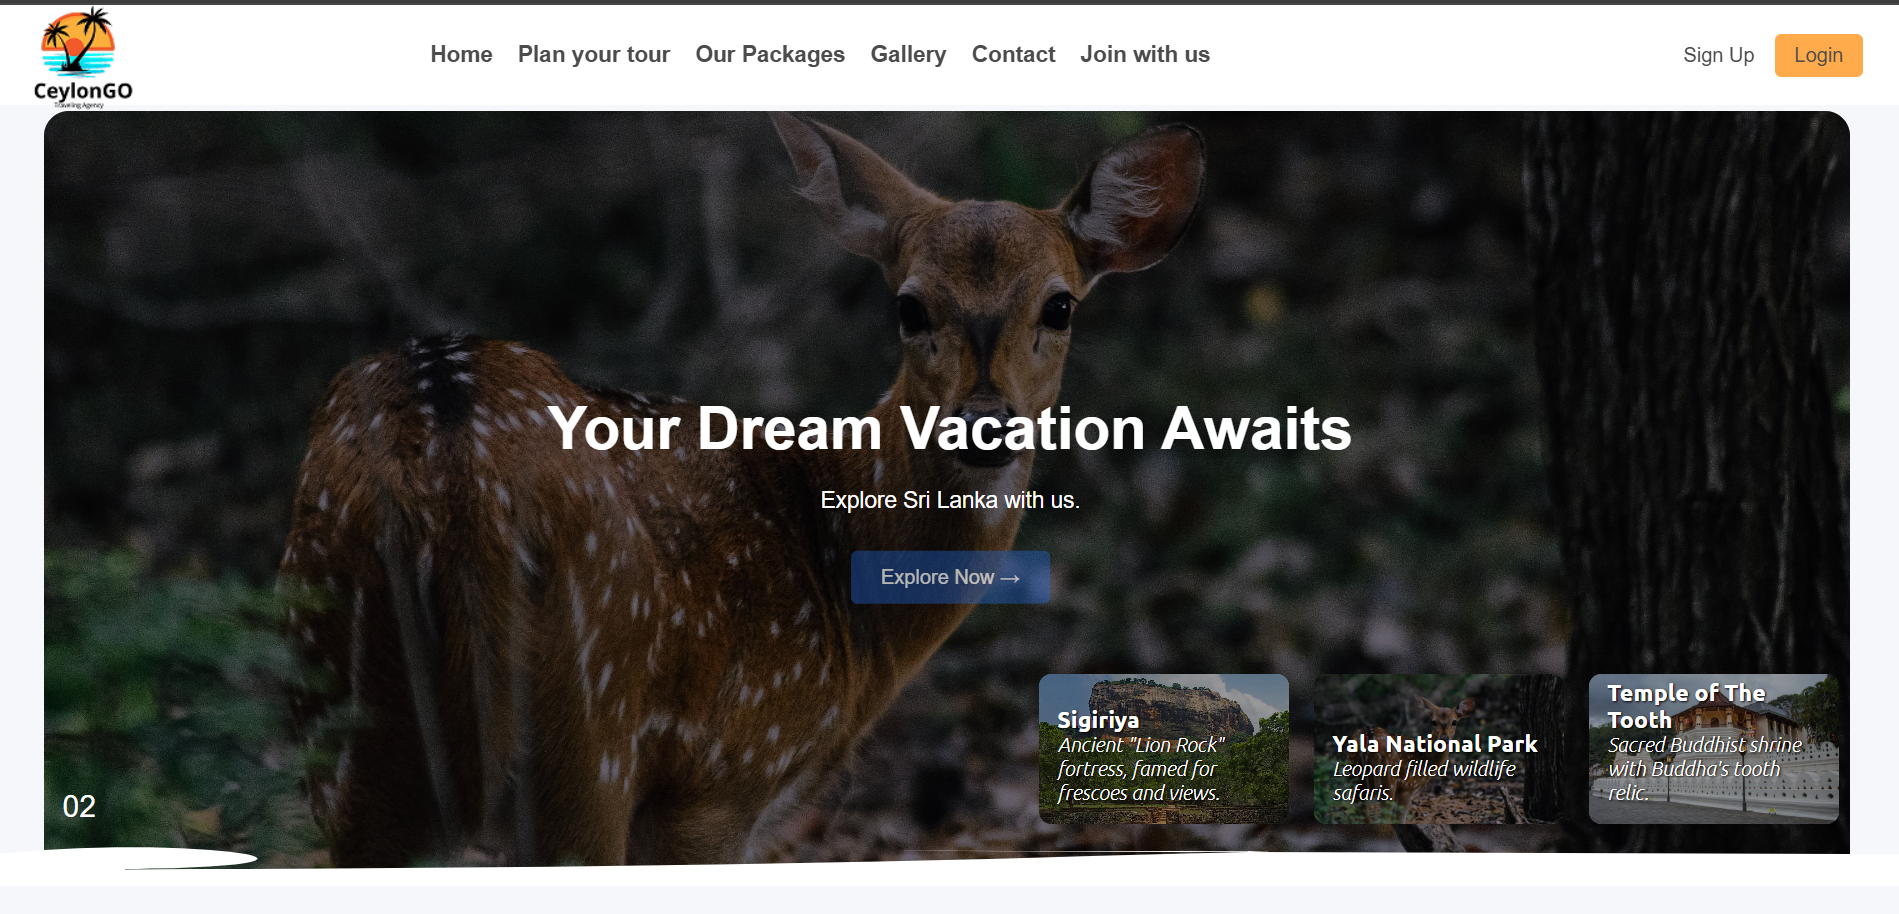 CeylonGO
Traveling Agency
Home
Plan your tour
Our Packages
Gallery
Contact
Join with us
Sign Up
Login
Your Dream Vacation Awaits
Explore Sri Lanka with us.
Explore Now →
Sigiriya
Ancient "Lion Rock"
fortress, famed for
frescoes and views.
Yala National Park
Leopard filled wildlife
safaris.
Temple of The
Tooth
Sacred Buddhist shrine
with Buddha's tooth
relic.
02